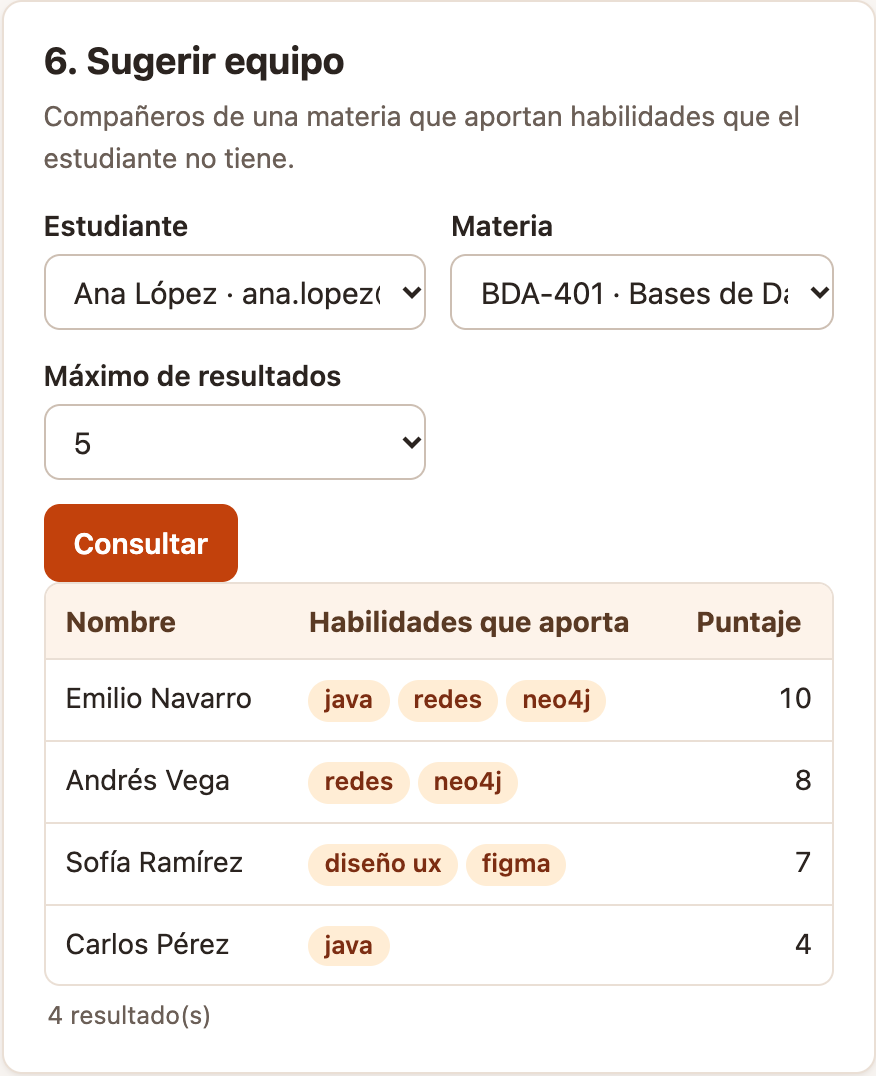 6. Sugerir equipo
Compañeros de una materia que aportan habilidades que el
estudiante no tiene.
Estudiante Materia
Ana López · ana.lopez BDA-401 · Bases de
Máximo de resultados
5
Consultar
Nombre Habilidades que aporta Puntaje
Emilio Navarro java redes neo4j 10
Andrés Vega redes neo4j 8
Sofía Ramírez diseño ux figma 7
Carlos Pérez java 4
4 resultado(s)